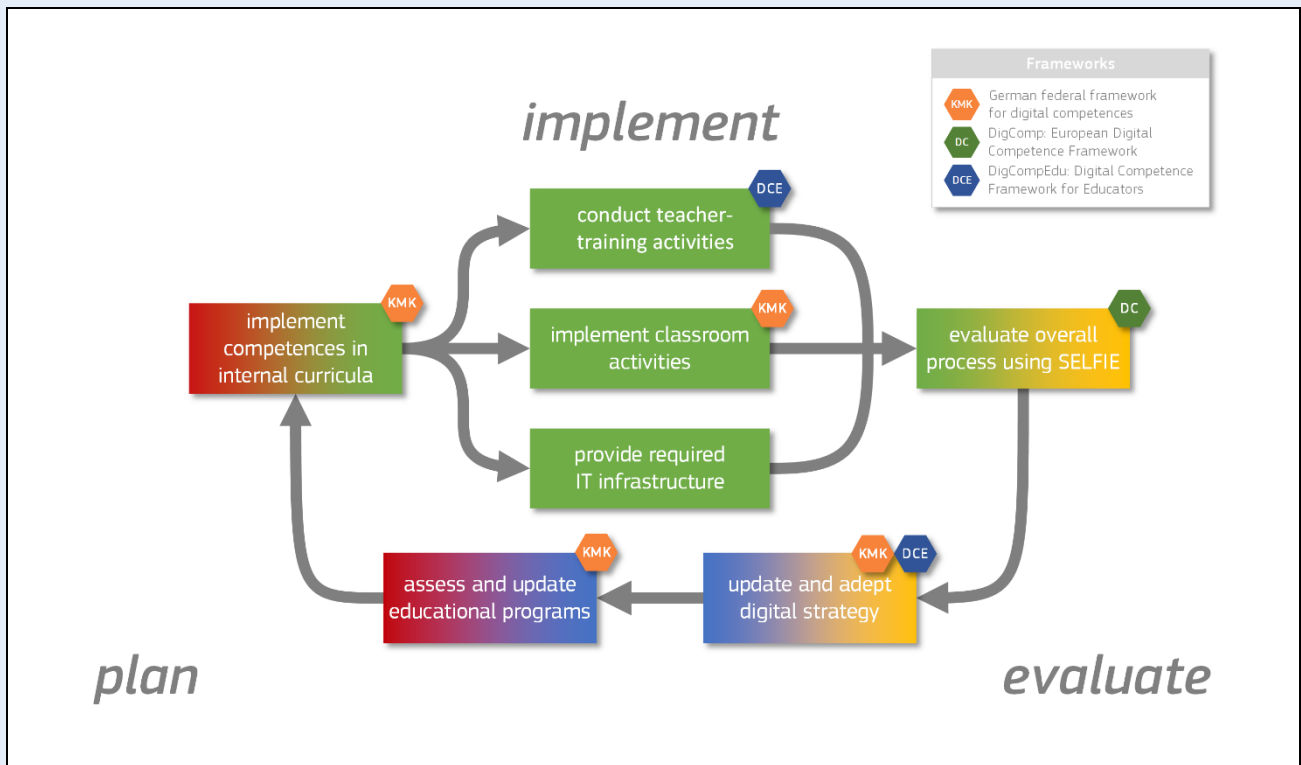 Frameworks
KMK
German federal framework
for digital competences
DC
DigComp: European Digital
Competence Framework
DCE
DigCompEdu: Digital Competence
Framework for Educators
implement
DCE
conduct teacher-
training activities
KMK
implement
competences in
internal curricula
KMK
implement classroom
activities
DC
evaluate overall
process using SELFIE
provide required
IT infrastructure
KMK
assess and update
educational programs
KMK
DCE
update and adept
digital strategy
plan
evaluate